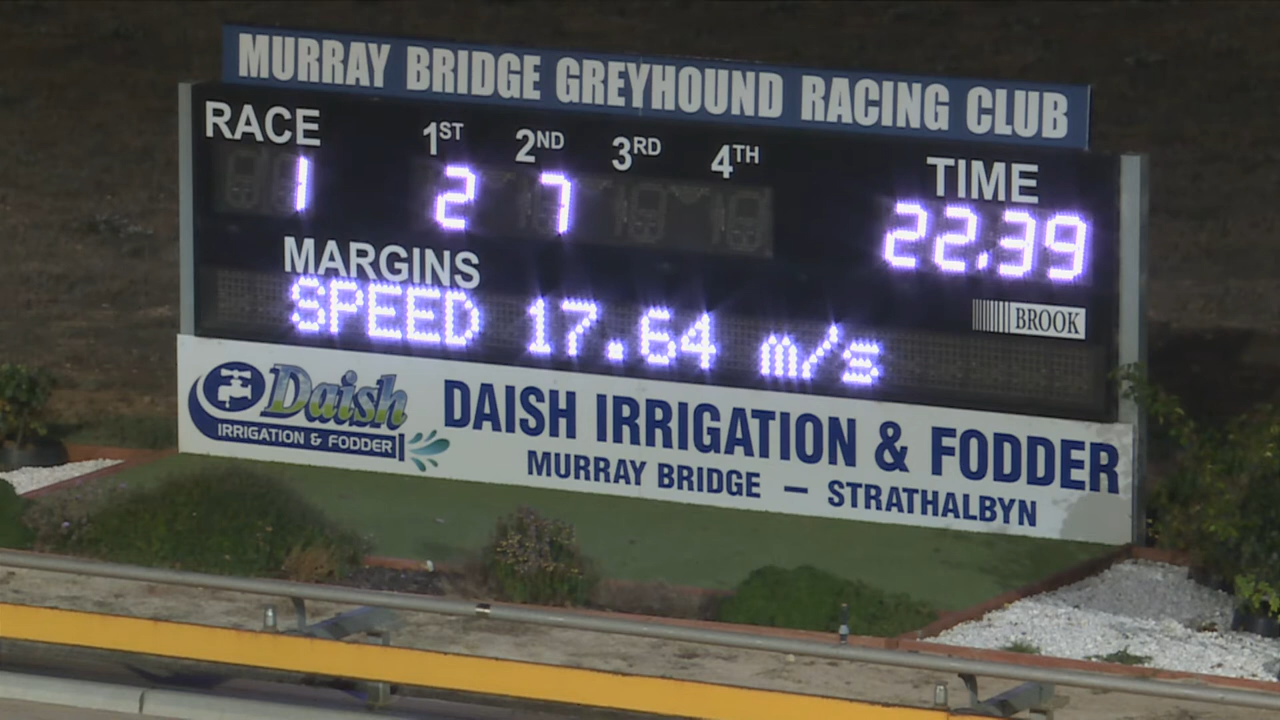 MURRAY BRIDGE GREYHOUND RACING CLUB
RACE 1ST 2ND 3RD 4TH TIME
1 2 7 22.39
MARGINS
SPEED 17.64 m/s
BROOK
Daish
IRRIGATION & FODDER
DAISH IRRIGATION & FODDER
MURRAY BRIDGE – STRATHALBYN